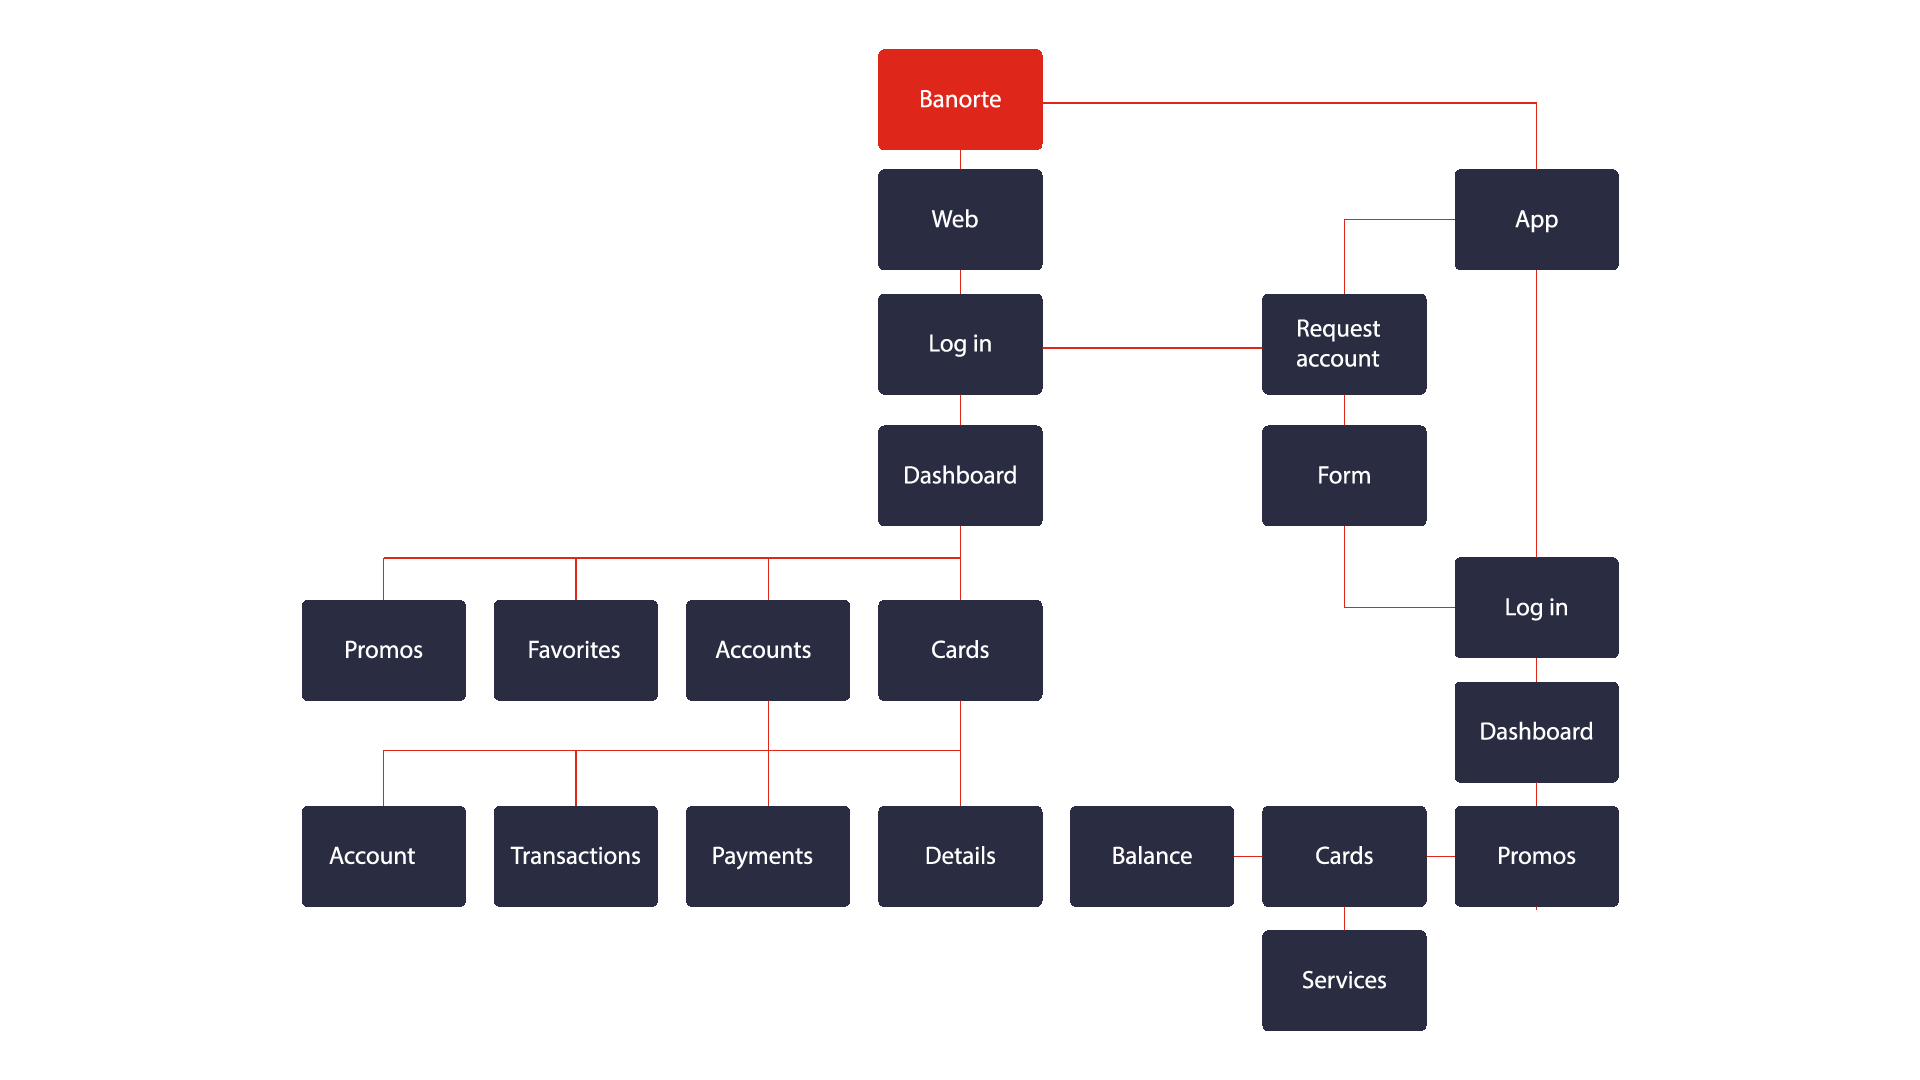 Banorte
Web
App
Log in
Request
account
Dashboard
Form
Log in
Promos
Favorites
Accounts
Cards
Dashboard
Account
Transactions
Payments
Details
Balance
Cards
Promos
Services